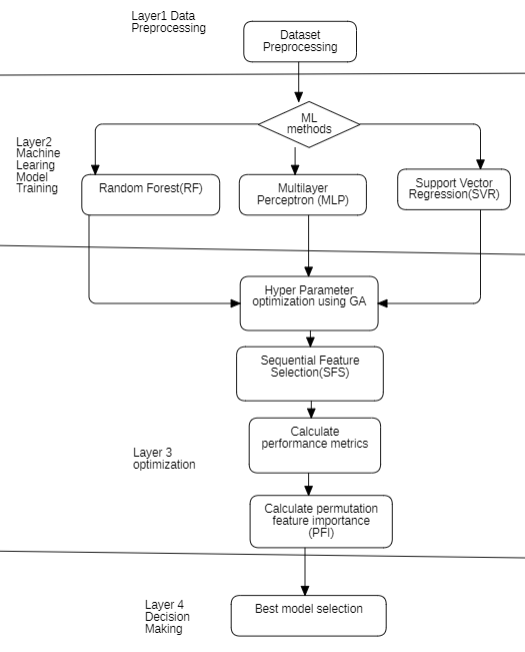 Layer1 Data
Preprocessing
Dataset
Preprocessing
ML
methods
Layer2
Machine
Learing
Model
Training
Random Forest(RF)
Multilayer
Perceptron (MLP)
Support Vector
Regression(SVR)
Hyper Parameter
optimization using GA
Sequential Feature
Selection(SFS)
Calculate
performance metrics
Layer 3
optimization
Calculate permutation
feature importance
(PFI)
Layer 4
Decision
Making
Best model selection